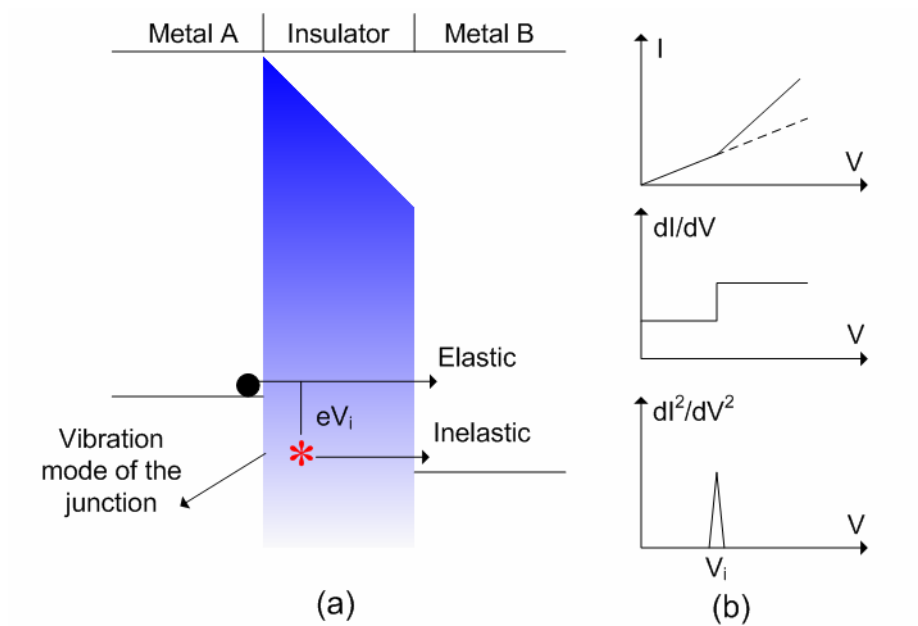 Metal A
Insulator
Metal B
Elastic
eVᵢ
Inelastic
Vibration
mode of the
junction
(a)
I
V
dI/dV
V
dI²/dV²
V
Vᵢ
(b)